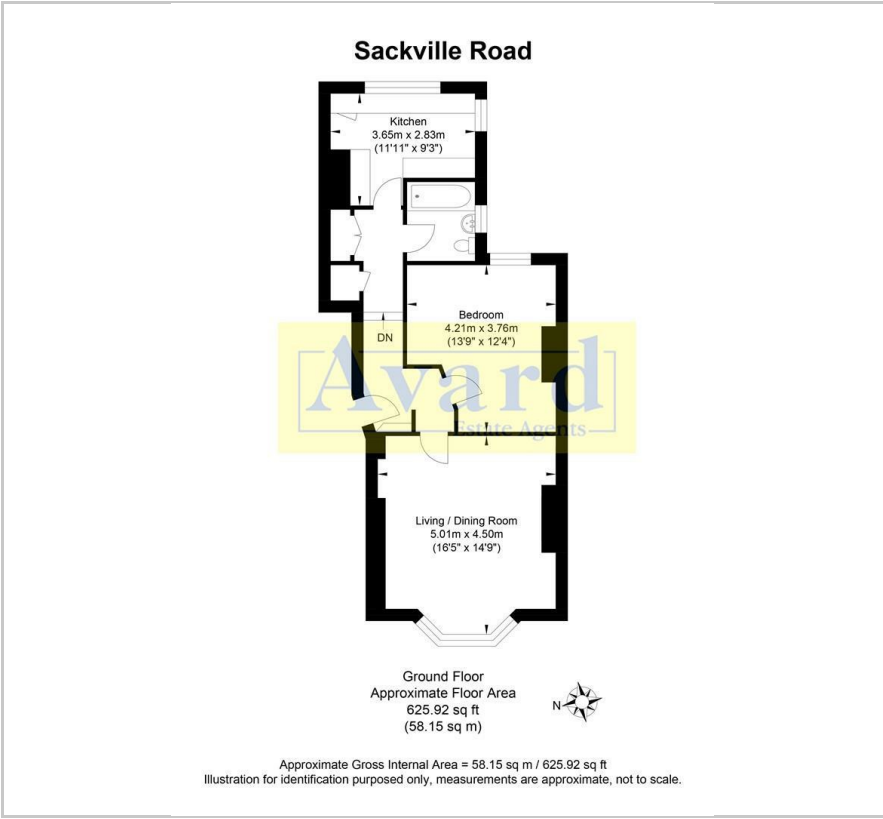 Sackville Road
Kitchen
3.65m x 2.83m
(11'11" x 9'3")
Bedroom
4.21m x 3.76m
(13'9" x 12'4")
DN
Avard
Estate Agents
Living / Dining Room
5.01m x 4.50m
(16'5" x 14'9")
Ground Floor
Approximate Floor Area
625.92 sq ft
(58.15 sq m)
N
Approximate Gross Internal Area = 58.15 sq m / 625.92 sq ft
Illustration for identification purposed only, measurements are approximate, not to scale.